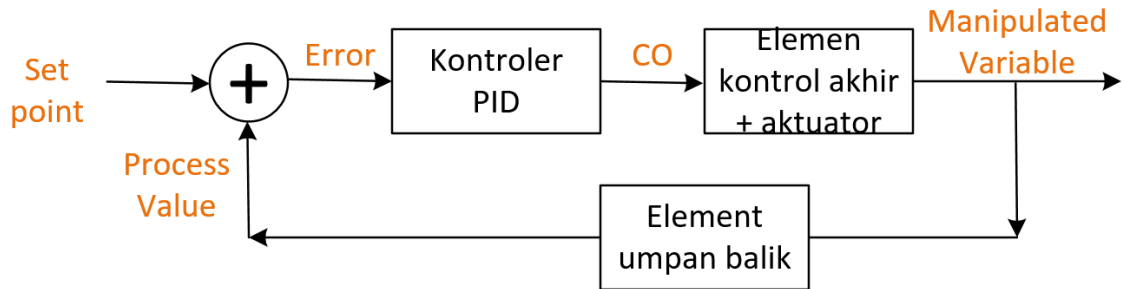 Set
point
+
Error
Kontroler
PID
CO
Elemen
kontrol akhir
+ aktuator
Manipulated
Variable
Process
Value
Element
umpan balik